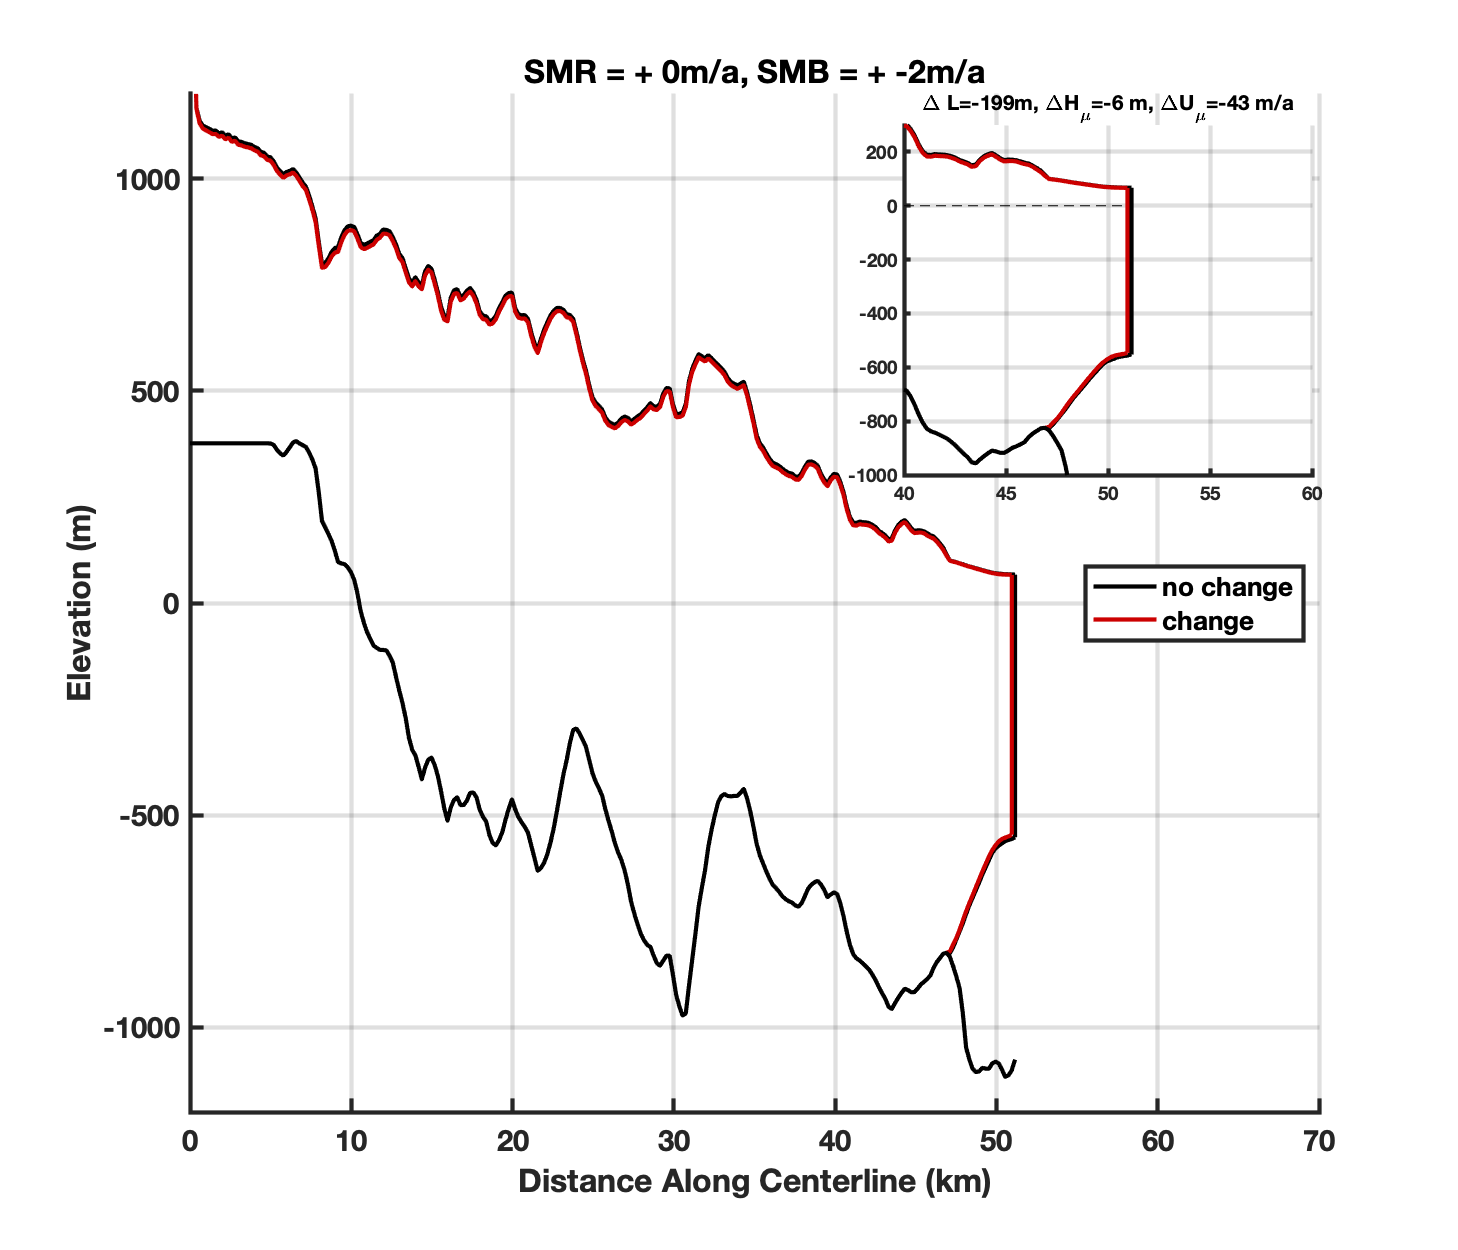 SMR = + 0m/a, SMB = + -2m/a
Δ L=-199m, ΔHμ=-6 m, ΔUμ=-43 m/a
200
0
-200
-400
-600
-800
-1000
40 45 50 55 60
1000
500
0
-500
-1000
Elevation (m)
no change
change
0 10 20 30 40 50 60 70
Distance Along Centerline (km)